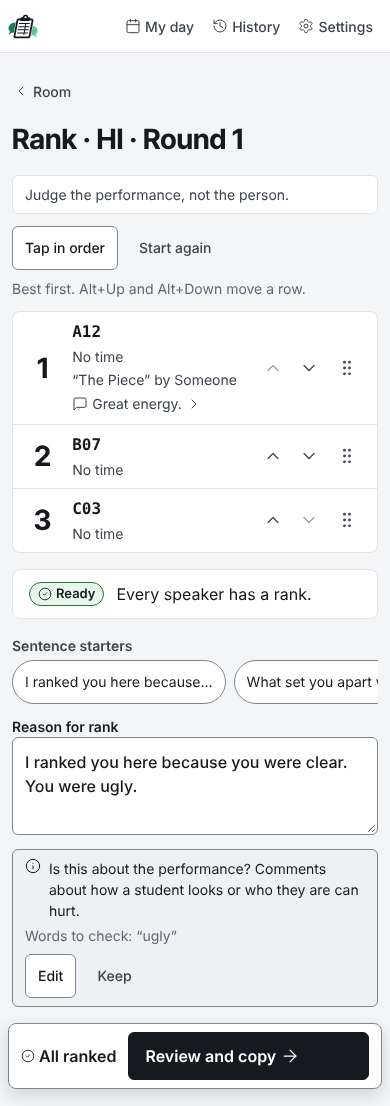 My day History Settings
Room
Rank · HI · Round 1
Judge the performance, not the person.
Tap in order Start again
Best first. Alt+Up and Alt+Down move a row.
1
A12
No time
“The Piece” by Someone
Great energy.
2
B07
No time
3
C03
No time
Ready Every speaker has a rank.
Sentence starters
I ranked you here because... What set you apart
Reason for rank
I ranked you here because you were clear.
You were ugly.
Is this about the performance? Comments
about how a student looks or who they are can
hurt.
Words to check: “ugly”
Edit Keep
All ranked Review and copy